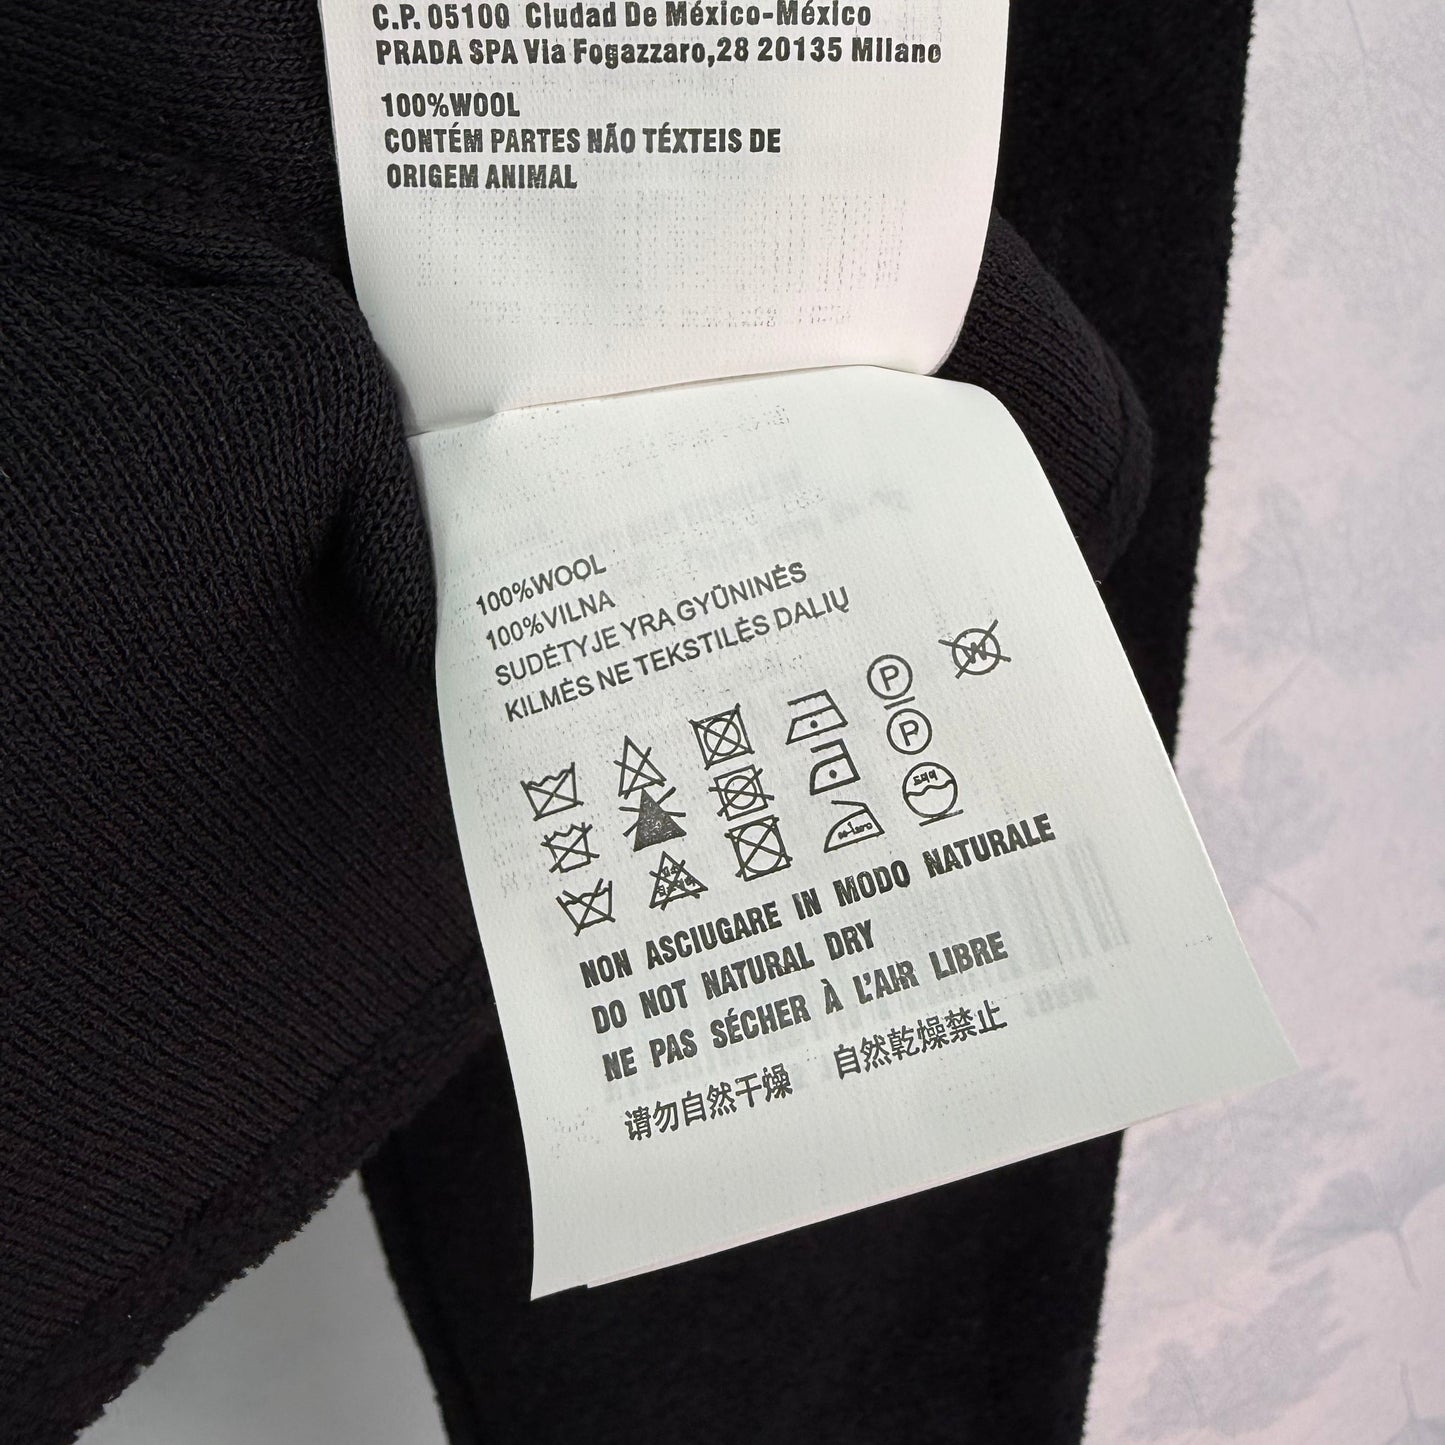 C.P. 05100 Ciudad De México-México
PRADA SPA Via Fogazzaro,28 20135 Milano
100%WOOL
CONTÉM PARTES NÃO TÉXTEIS DE
ORIGEM ANIMAL
100%WOOL
100%VILNA
SUDĖTYJE YRA GYŪNINĖS
KILMĖS NE TEKSTILĖS DALIŲ
W
P
P
NON ASCIUGARE IN MODO NATURALE
DO NOT NATURAL DRY
NE PAS SÉCHER À L'AIR LIBRE
请勿自然干燥 自然乾燥禁止